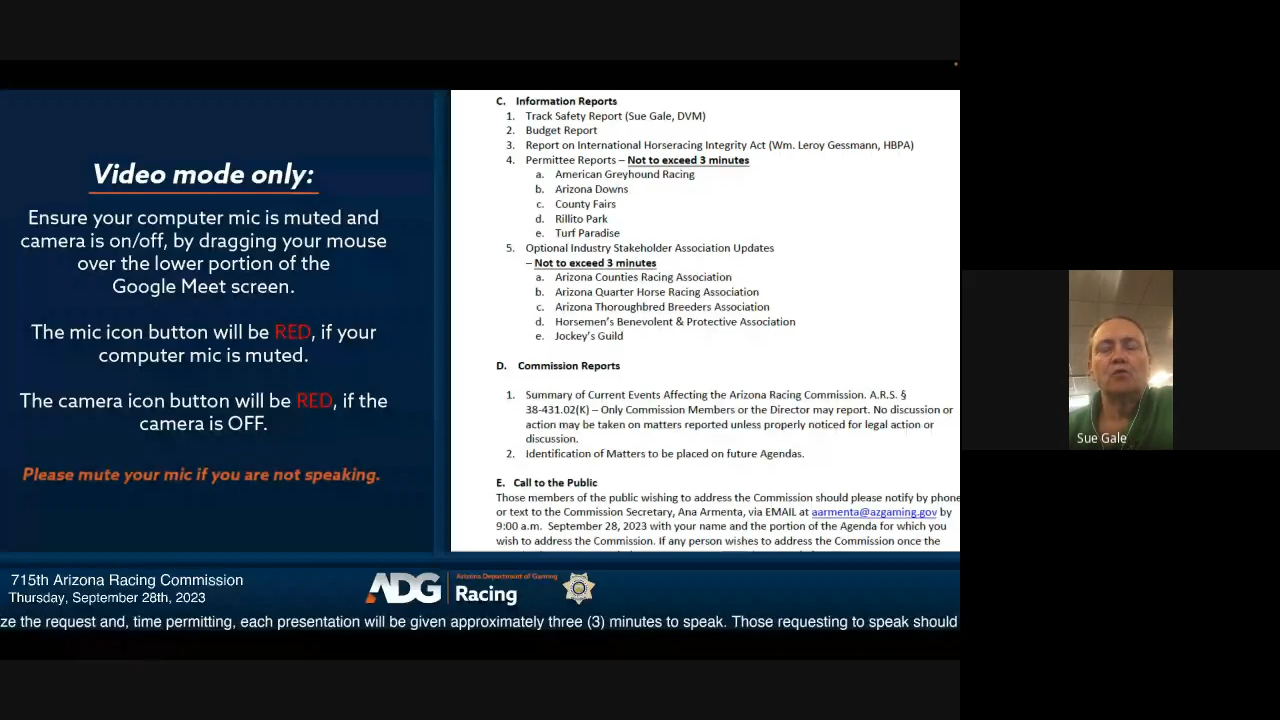 Video mode only:
Ensure your computer mic is muted and
camera is on/off, by dragging your mouse
over the lower portion of the
Google Meet screen.
The mic icon button will be RED, if your
computer mic is muted.
The camera icon button will be RED, if the
camera is OFF.
Please mute your mic if you are not speaking.
C. Information Reports
1. Track Safety Report (Sue Gale, DVM)
2. Budget Report
3. Report on International Horseracing Integrity Act (Wm. Leroy Gessmann, HBPA)
4. Permittee Reports – Not to exceed 3 minutes
a. American Greyhound Racing
b. Arizona Downs
c. County Fairs
d. Rillito Park
e. Turf Paradise
5. Optional Industry Stakeholder Association Updates
– Not to exceed 3 minutes
a. Arizona Counties Racing Association
b. Arizona Quarter Horse Racing Association
c. Arizona Thoroughbred Breeders Association
d. Horsemen's Benevolent & Protective Association
e. Jockey's Guild
D. Commission Reports
1. Summary of Current Events Affecting the Arizona Racing Commission. A.R.S. §
38-431.02(K) – Only Commission Members or the Director may report. No discussion or
action may be taken on matters reported unless properly noticed for legal action or
discussion.
2. Identification of Matters to be placed on future Agendas.
E. Call to the Public
Those members of the public wishing to address the Commission should please notify by phone
or text to the Commission Secretary, Ana Armenta, via EMAIL at aarmenta@azgaming.gov by
9:00 a.m. September 28, 2023 with your name and the portion of the Agenda for which you
wish to address the Commission. If any person wishes to address the Commission once the
Sue Gale
715th Arizona Racing Commission
Thursday, September 28th, 2023
ADG
Arizona Department of Gaming
Racing
ze the request and, time permitting, each presentation will be given approximately three (3) minutes to speak. Those requesting to speak should